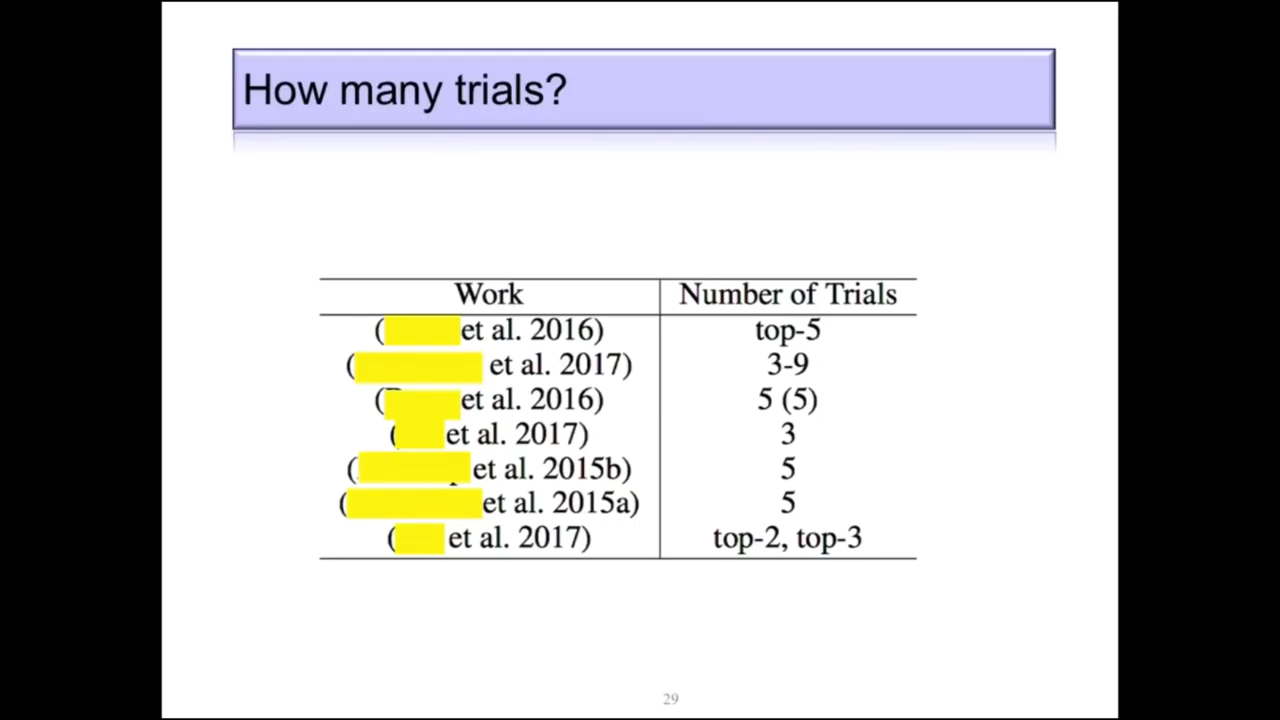 How many trials?
Work Number of Trials
( et al. 2016) top-5
( et al. 2017) 3-9
( et al. 2016) 5 (5)
( et al. 2017) 3
( et al. 2015b) 5
( et al. 2015a) 5
( et al. 2017) top-2, top-3
29